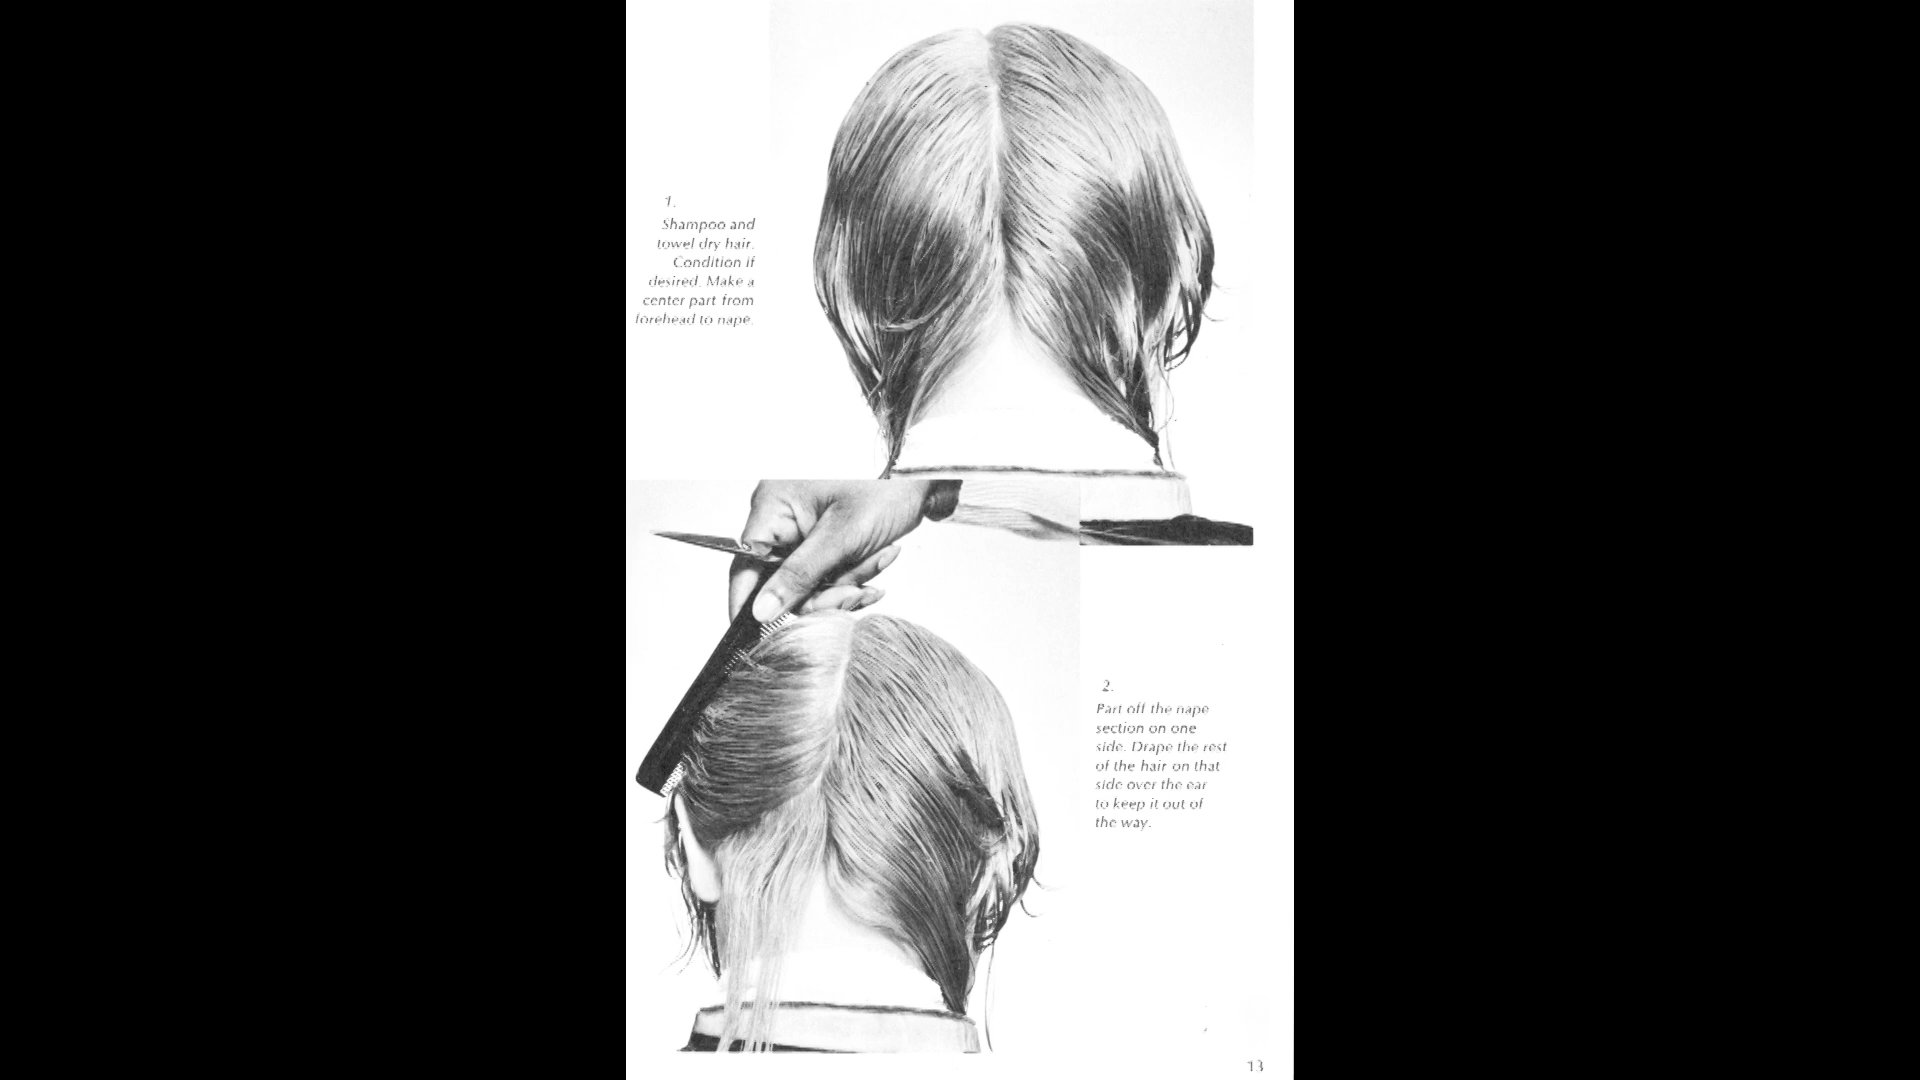 1.
Shampoo and
towel dry hair.
Condition if
desired. Make a
center part from
forehead to nape.
2.
Part off the nape
section on one
side. Drape the rest
of the hair on that
side over the ear
to keep it out of
the way.
13